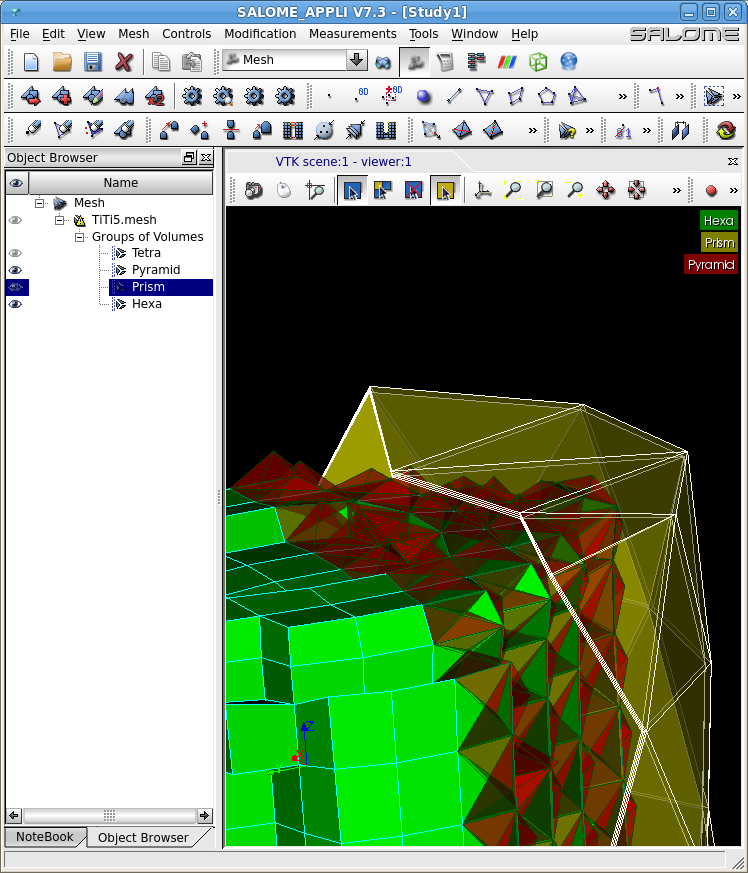 SALOME_APPLI V7.3 - [Study1]
File Edit View Mesh Controls Modification Measurements Tools Window Help SALOME
Mesh
0D 0D
»
»
»
»
»
»
Object Browser
VTK scene:1 - viewer:1
Name
»
»
Mesh
TiTi5.mesh
Groups of Volumes
Tetra
Pyramid
Prism
Hexa
Hexa
Prism
Pyramid
Z
NoteBook
Object Browser